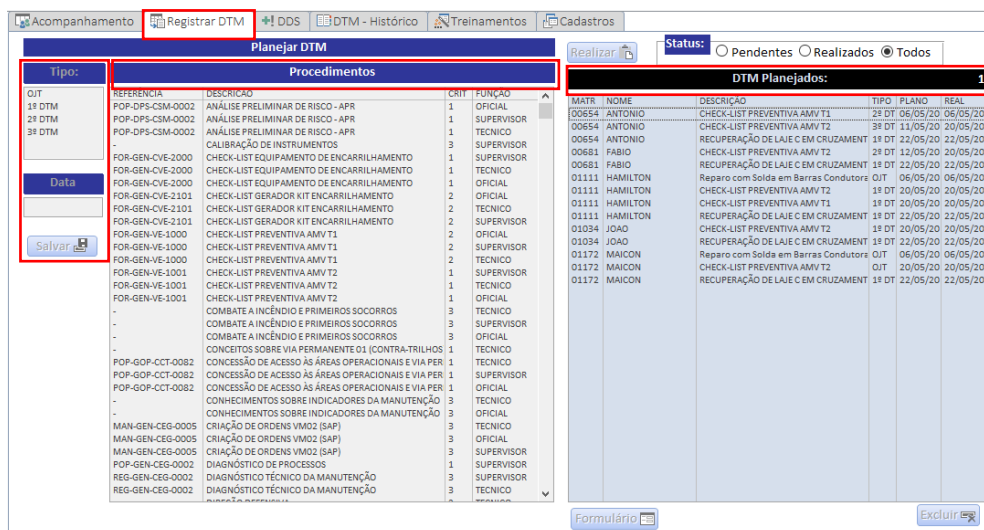 Acompanhamento Registrar DTM DDS DTM - Histórico Treinamentos Cadastros
Planejar DTM
Tipo:
OJT
1º DTM
2º DTM
3º DTM
Data
Salvar
Procedimentos
REFERENCIA DESCRICAO CRIT FUNÇÃO
POP-DPS-CSM-0002 ANÁLISE PRELIMINAR DE RISCO - APR 1 OFICIAL
POP-DPS-CSM-0002 ANÁLISE PRELIMINAR DE RISCO - APR 1 SUPERVISOR
POP-DPS-CSM-0002 ANÁLISE PRELIMINAR DE RISCO - APR 1 TECNICO
- CALIBRAÇÃO DE INSTRUMENTOS 3 SUPERVISOR
FOR-GEN-CVE-2000 CHECK-LIST EQUIPAMENTO DE ENCARRILHAMENTO 1 SUPERVISOR
FOR-GEN-CVE-2000 CHECK-LIST EQUIPAMENTO DE ENCARRILHAMENTO 1 TECNICO
FOR-GEN-CVE-2000 CHECK-LIST EQUIPAMENTO DE ENCARRILHAMENTO 1 OFICIAL
FOR-GEN-CVE-2101 CHECK-LIST GERADOR KIT ENCARRILHAMENTO 2 OFICIAL
FOR-GEN-CVE-2101 CHECK-LIST GERADOR KIT ENCARRILHAMENTO 2 TECNICO
FOR-GEN-CVE-2101 CHECK-LIST GERADOR KIT ENCARRILHAMENTO 2 SUPERVISOR
FOR-GEN-VE-1000 CHECK-LIST PREVENTIVA AMV T1 2 OFICIAL
FOR-GEN-VE-1000 CHECK-LIST PREVENTIVA AMV T1 2 SUPERVISOR
FOR-GEN-VE-1000 CHECK-LIST PREVENTIVA AMV T1 2 TECNICO
FOR-GEN-VE-1001 CHECK-LIST PREVENTIVA AMV T2 1 SUPERVISOR
FOR-GEN-VE-1001 CHECK-LIST PREVENTIVA AMV T2 1 TECNICO
FOR-GEN-VE-1001 CHECK-LIST PREVENTIVA AMV T2 1 OFICIAL
- COMBATE A INCÊNDIO E PRIMEIROS SOCORROS 3 TECNICO
- COMBATE A INCÊNDIO E PRIMEIROS SOCORROS 3 SUPERVISOR
- COMBATE A INCÊNDIO E PRIMEIROS SOCORROS 3 OFICIAL
- CONCEITOS SOBRE VIA PERMANENTE 01 (CONTRA-TRILHOS 1 TECNICO
POP-GOP-CCT-0082 CONCESSÃO DE ACESSO ÀS ÁREAS OPERACIONAIS E VIA PER 1 TECNICO
POP-GOP-CCT-0082 CONCESSÃO DE ACESSO ÀS ÁREAS OPERACIONAIS E VIA PER 1 SUPERVISOR
POP-GOP-CCT-0082 CONCESSÃO DE ACESSO ÀS ÁREAS OPERACIONAIS E VIA PER 1 OFICIAL
- CONHECIMENTOS SOBRE INDICADORES DA MANUTENÇÃO 3 TECNICO
- CONHECIMENTOS SOBRE INDICADORES DA MANUTENÇÃO 3 OFICIAL
MAN-GEN-CEG-0005 CRIAÇÃO DE ORDENS VM02 (SAP) 3 TECNICO
MAN-GEN-CEG-0005 CRIAÇÃO DE ORDENS VM02 (SAP) 3 OFICIAL
MAN-GEN-CEG-0005 CRIAÇÃO DE ORDENS VM02 (SAP) 3 SUPERVISOR
POP-GEN-CEG-0002 DIAGNÓSTICO DE PROCESSOS 1 SUPERVISOR
REG-GEN-CEG-0002 DIAGNÓSTICO TÉCNICO DA MANUTENÇÃO 3 SUPERVISOR
REG-GEN-CEG-0002 DIAGNÓSTICO TÉCNICO DA MANUTENÇÃO 3 TECNICO
Realizar
Status: Pendentes Realizados Todos
DTM Planejados: 1
MATR NOME DESCRIÇÃO TIPO PLANO REAL
00654 ANTONIO CHECK-LIST PREVENTIVA AMV T1 2º DT 06/05/20 06/05/20
00654 ANTONIO CHECK-LIST PREVENTIVA AMV T2 3º DT 11/05/20 20/05/20
00654 ANTONIO RECUPERAÇÃO DE LAJE C EM CRUZAMENT 1º DT 22/05/20 22/05/20
00681 FABIO CHECK-LIST PREVENTIVA AMV T2 2º DT 12/05/20 20/05/20
00681 FABIO RECUPERAÇÃO DE LAJE C EM CRUZAMENT 1º DT 22/05/20 22/05/20
01111 HAMILTON Reparo com Solda em Barras Condutora OJT 06/05/20 06/05/20
01111 HAMILTON CHECK-LIST PREVENTIVA AMV T2 1º DT 20/05/20 20/05/20
01111 HAMILTON CHECK-LIST PREVENTIVA AMV T1 1º DT 20/05/20 20/05/20
01111 HAMILTON RECUPERAÇÃO DE LAJE C EM CRUZAMENT 1º DT 22/05/20 22/05/20
01034 JOAO CHECK-LIST PREVENTIVA AMV T2 1º DT 20/05/20 20/05/20
01034 JOAO RECUPERAÇÃO DE LAJE C EM CRUZAMENT 1º DT 22/05/20 22/05/20
01172 MAICON Reparo com Solda em Barras Condutora OJT 06/05/20 06/05/20
01172 MAICON CHECK-LIST PREVENTIVA AMV T2 OJT 20/05/20 20/05/20
01172 MAICON RECUPERAÇÃO DE LAJE C EM CRUZAMENT 1º DT 22/05/20 22/05/20
Formulário
Excluir